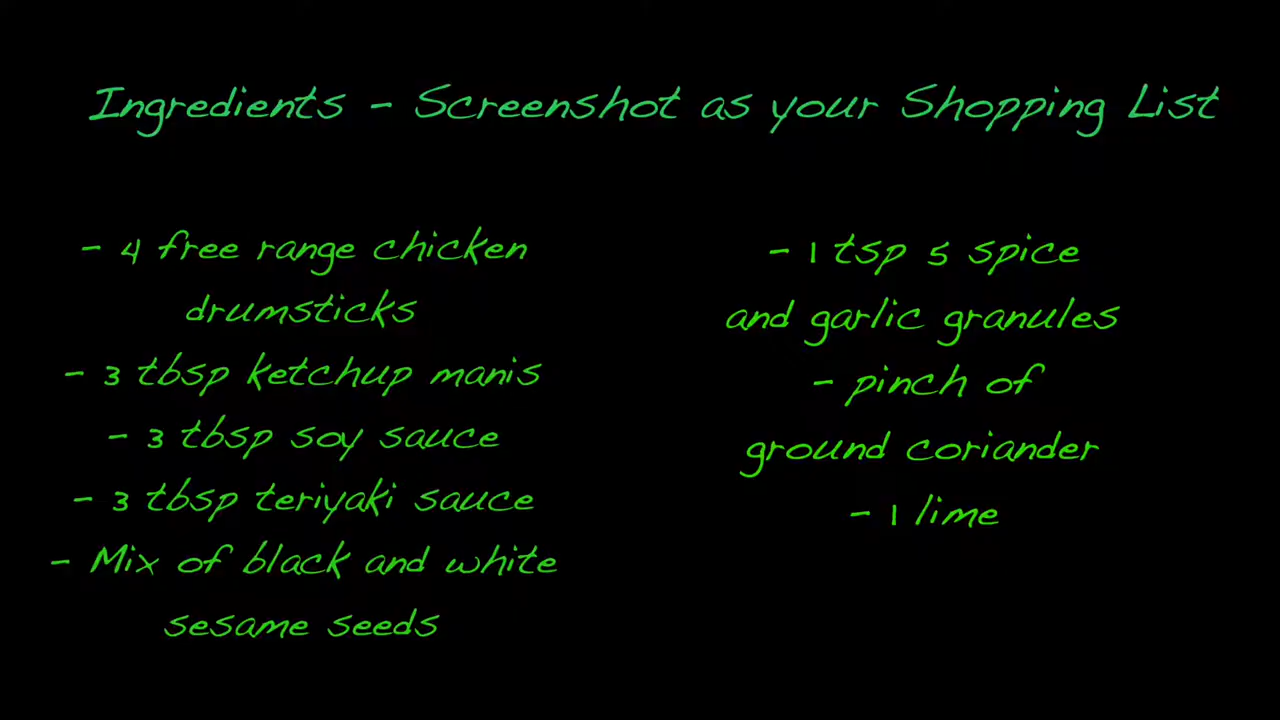 Ingredients - Screenshot as your Shopping List
- 4 free range chicken
drumsticks
- 3 tbsp ketchup manis
- 3 tbsp soy sauce
- 3 tbsp teriyaki sauce
- Mix of black and white
sesame seeds
- 1 tsp 5 spice
and garlic granules
- pinch of
ground coriander
- 1 lime